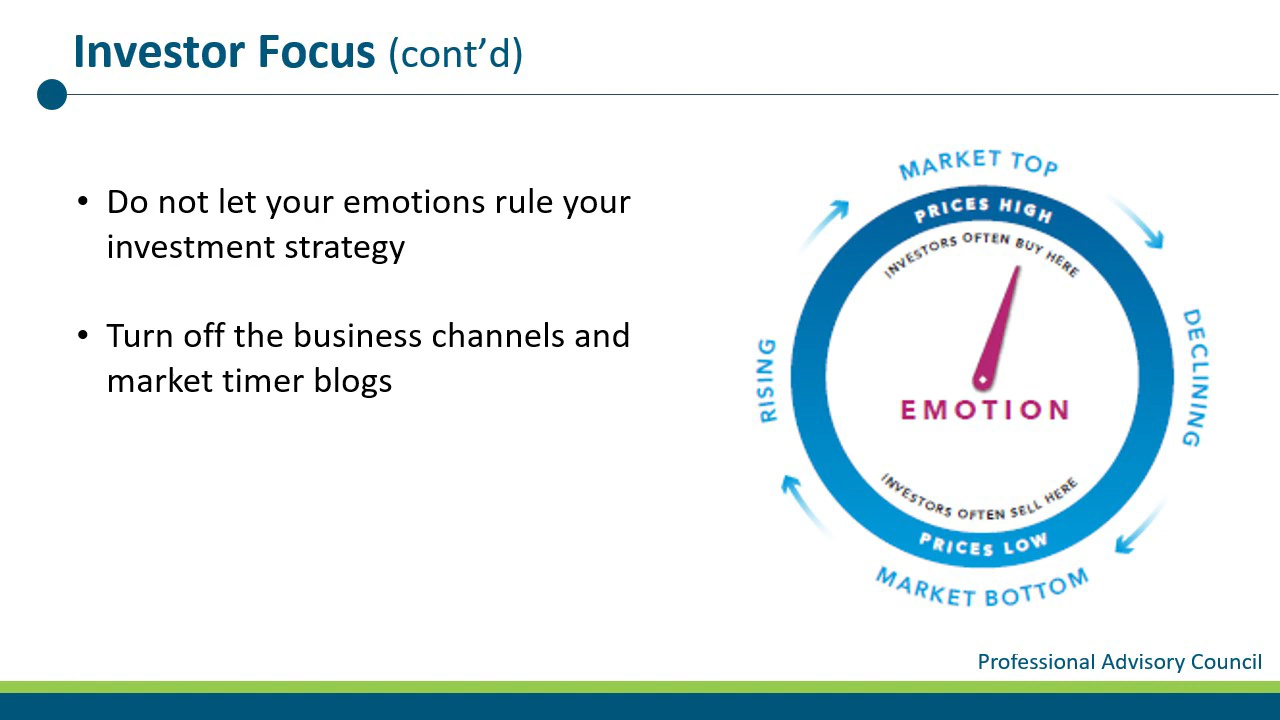 Investor Focus (cont’d)
• Do not let your emotions rule your
investment strategy
• Turn off the business channels and
market timer blogs
MARKET TOP
PRICES HIGH
INVESTORS OFTEN BUY HERE
RISING
DECLINING
EMOTION
INVESTORS OFTEN SELL HERE
PRICES LOW
MARKET BOTTOM
Professional Advisory Council